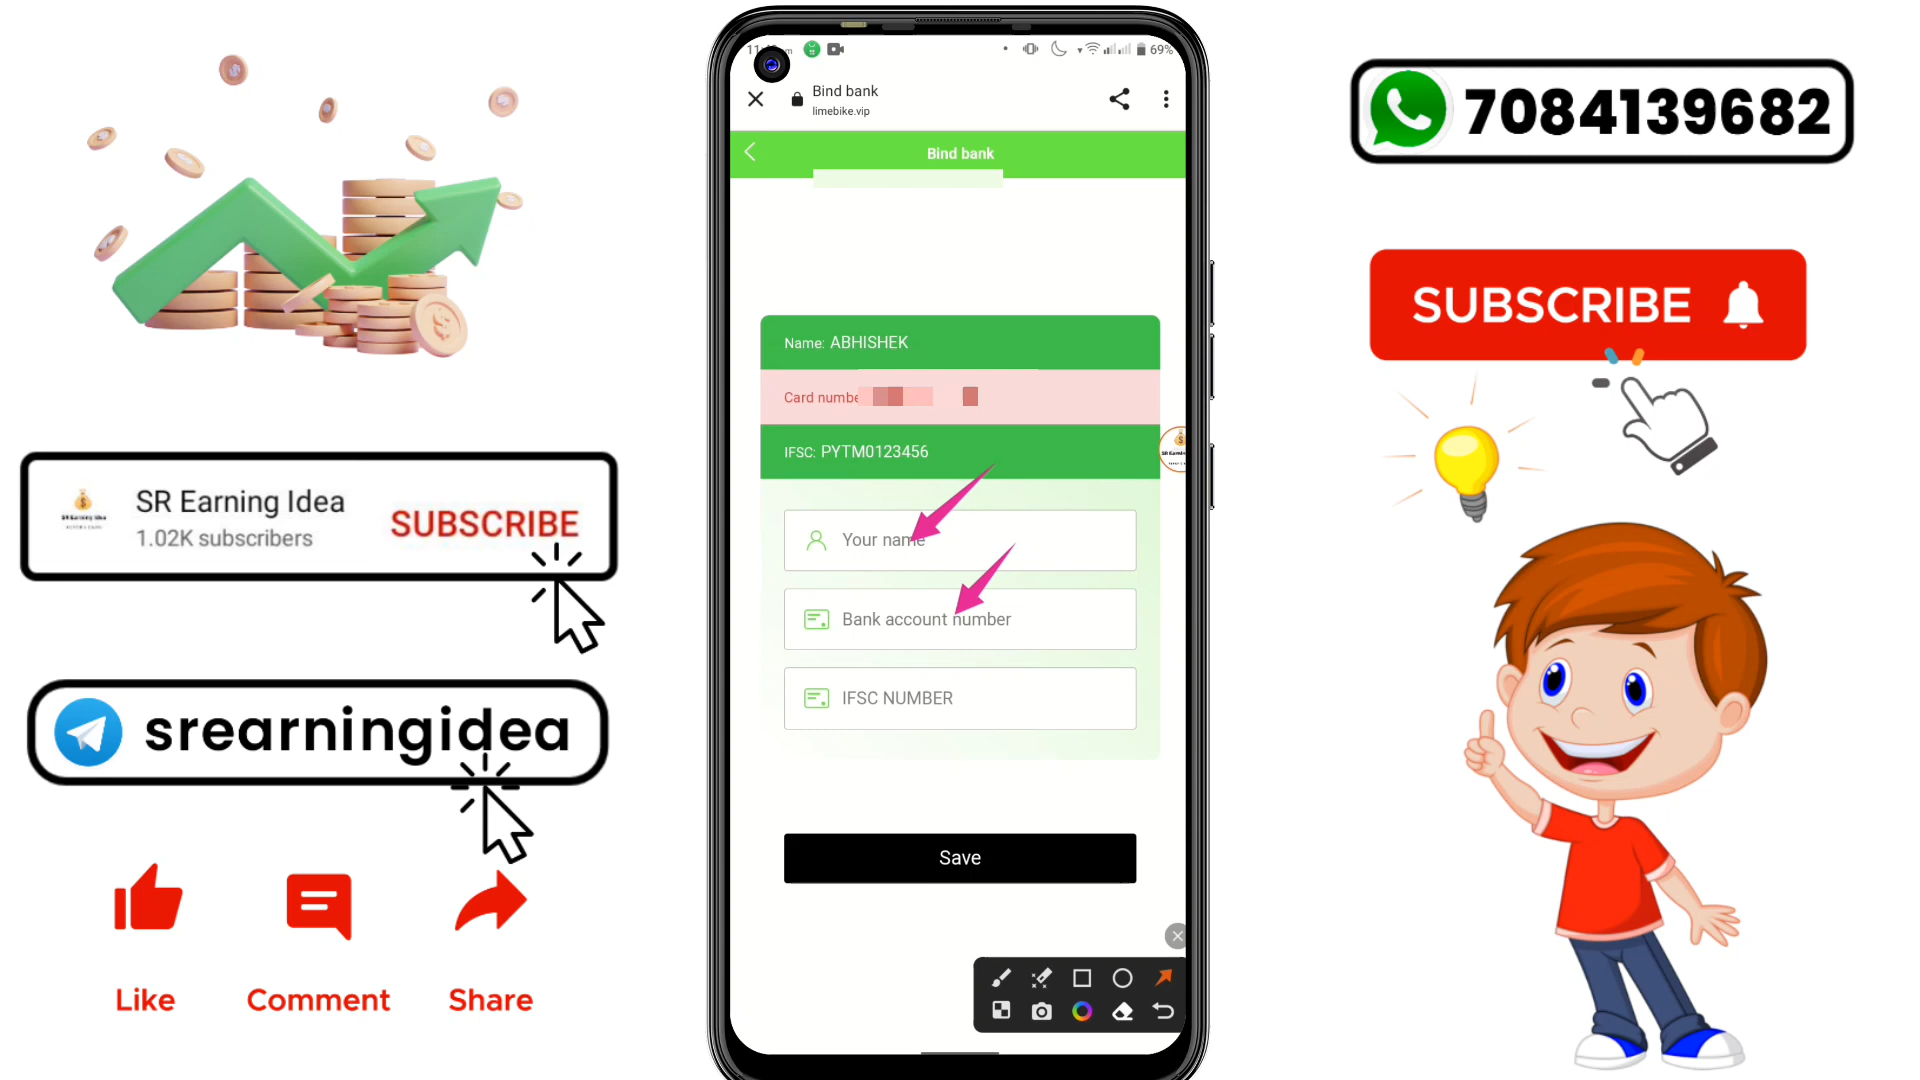 69%
Bind bank
limebike.vip
Bind bank
Name: ABHISHEK
Card numbe
IFSC: PYTM0123456
Your name
Bank account number
IFSC NUMBER
Save
SR Earning Idea
1.02K subscribers
SUBSCRIBE
srearningidea
Like
Comment
Share
7084139682
SUBSCRIBE